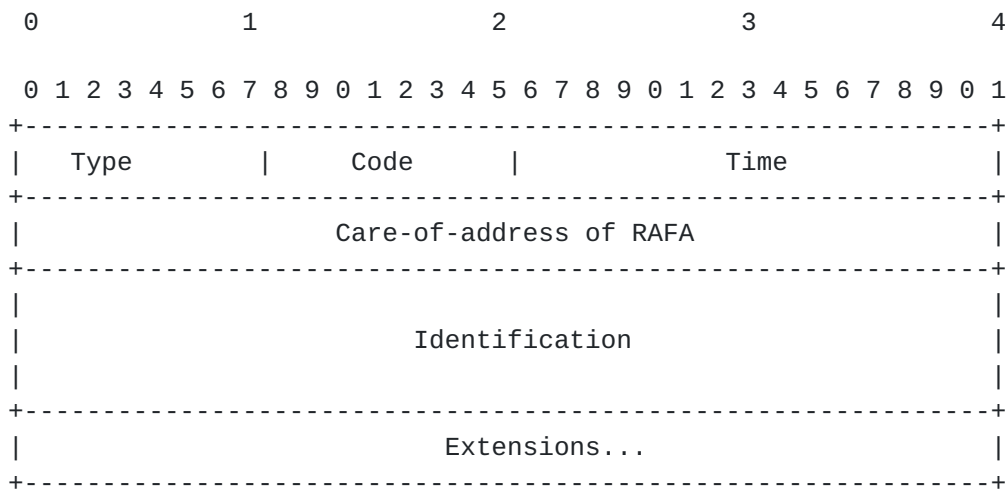 0 1 2 3 4
0 1 2 3 4 5 6 7 8 9 0 1 2 3 4 5 6 7 8 9 0 1 2 3 4 5 6 7 8 9 0 1
+-------------------------------------------------------------+
| Type | Code | Time |
+-------------------------------------------------------------+
| Care-of-address of RAFA |
+-------------------------------------------------------------+
| |
| Identification |
| |
+-------------------------------------------------------------+
| Extensions... |
+-------------------------------------------------------------+